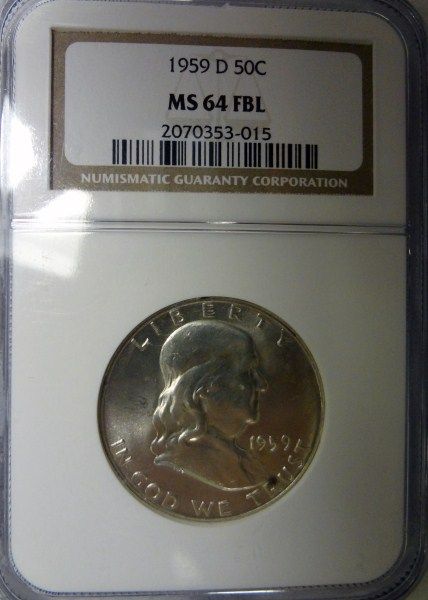 1959 D 50C
MS 64 FBL
2070353-015
NUMISMATIC GUARANTY CORPORATION
LIBERTY
1959
IN GOD WE TRUST